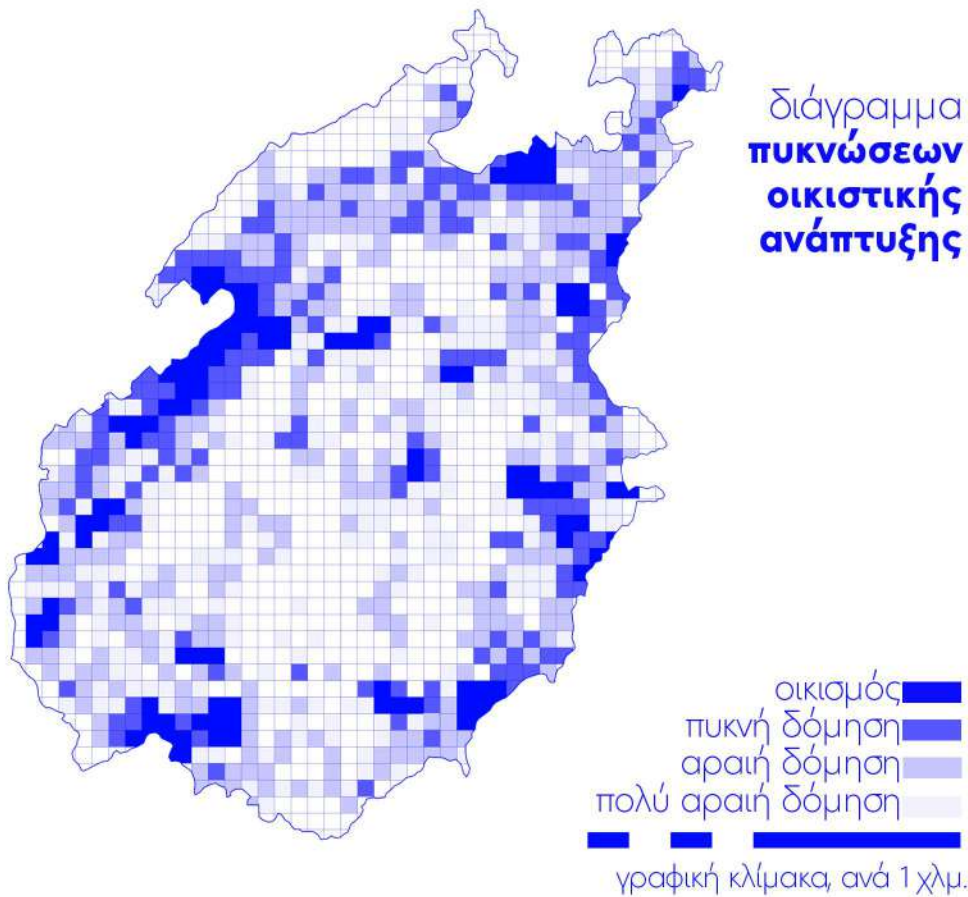 διάγραμμα
πυκνώσεων
οικιστικής
ανάπτυξης
οικισμός
πυκνή δόμηση
αραιή δόμηση
πολύ αραιή δόμηση
γραφική κλίμακα, ανά 1 χλμ.